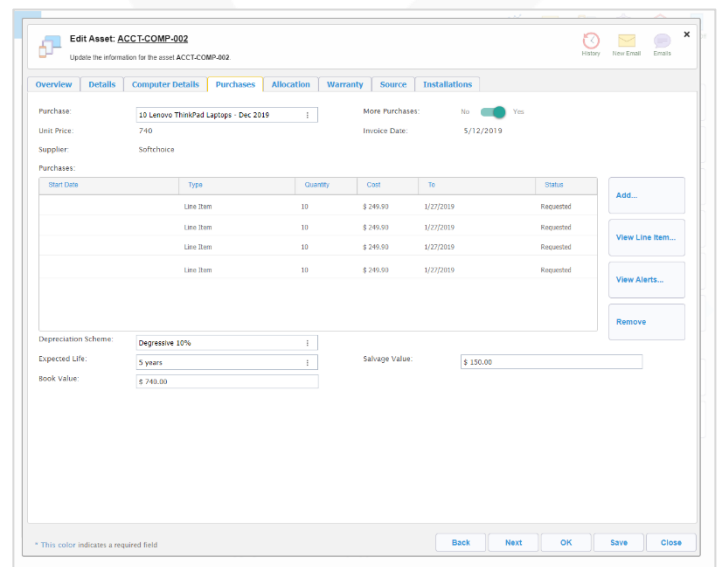 Edit Asset: ACCT-COMP-002
Update the information for the asset ACCT-COMP-002
History New Email Emails
Overview Details Computer Details Purchases Allocation Warranty Source Installations
Purchase: 10 Lenovo ThinkPad Laptops - Dec 2019 More Purchases: No Yes
Unit Price: 740 Invoice Date: 5/12/2019
Supplier: Softchoice
Purchases:
Start Date Type Quantity Cost To Status
Line Item 10 $ 249.90 1/27/2019 Requested
Line Item 10 $ 249.90 1/27/2019 Requested
Line Item 10 $ 249.90 1/27/2019 Requested
Line Item 10 $ 249.90 1/27/2019 Requested
Add...
View Line Item...
View Alerts...
Remove
Depreciation Scheme: Degressive 10%
Expected Life: 5 years Salvage Value: $ 150.00
Book Value: $ 740.00
* This color indicates a required field
Back Next OK Save Close